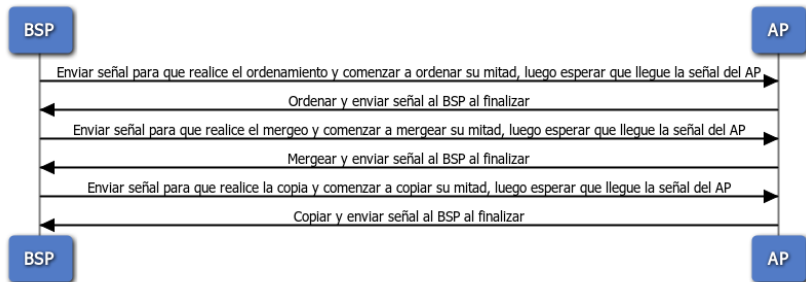 BSP
AP
Enviar señal para que realice el ordenamiento y comenzar a ordenar su mitad, luego esperar que llegue la señal del AP
Ordenar y enviar señal al BSP al finalizar
Enviar señal para que realice el mergeo y comenzar a mergear su mitad, luego esperar que llegue la señal del AP
Mergear y enviar señal al BSP al finalizar
Enviar señal para que realice la copia y comenzar a copiar su mitad, luego esperar que llegue la señal del AP
Copiar y enviar señal al BSP al finalizar
BSP
AP